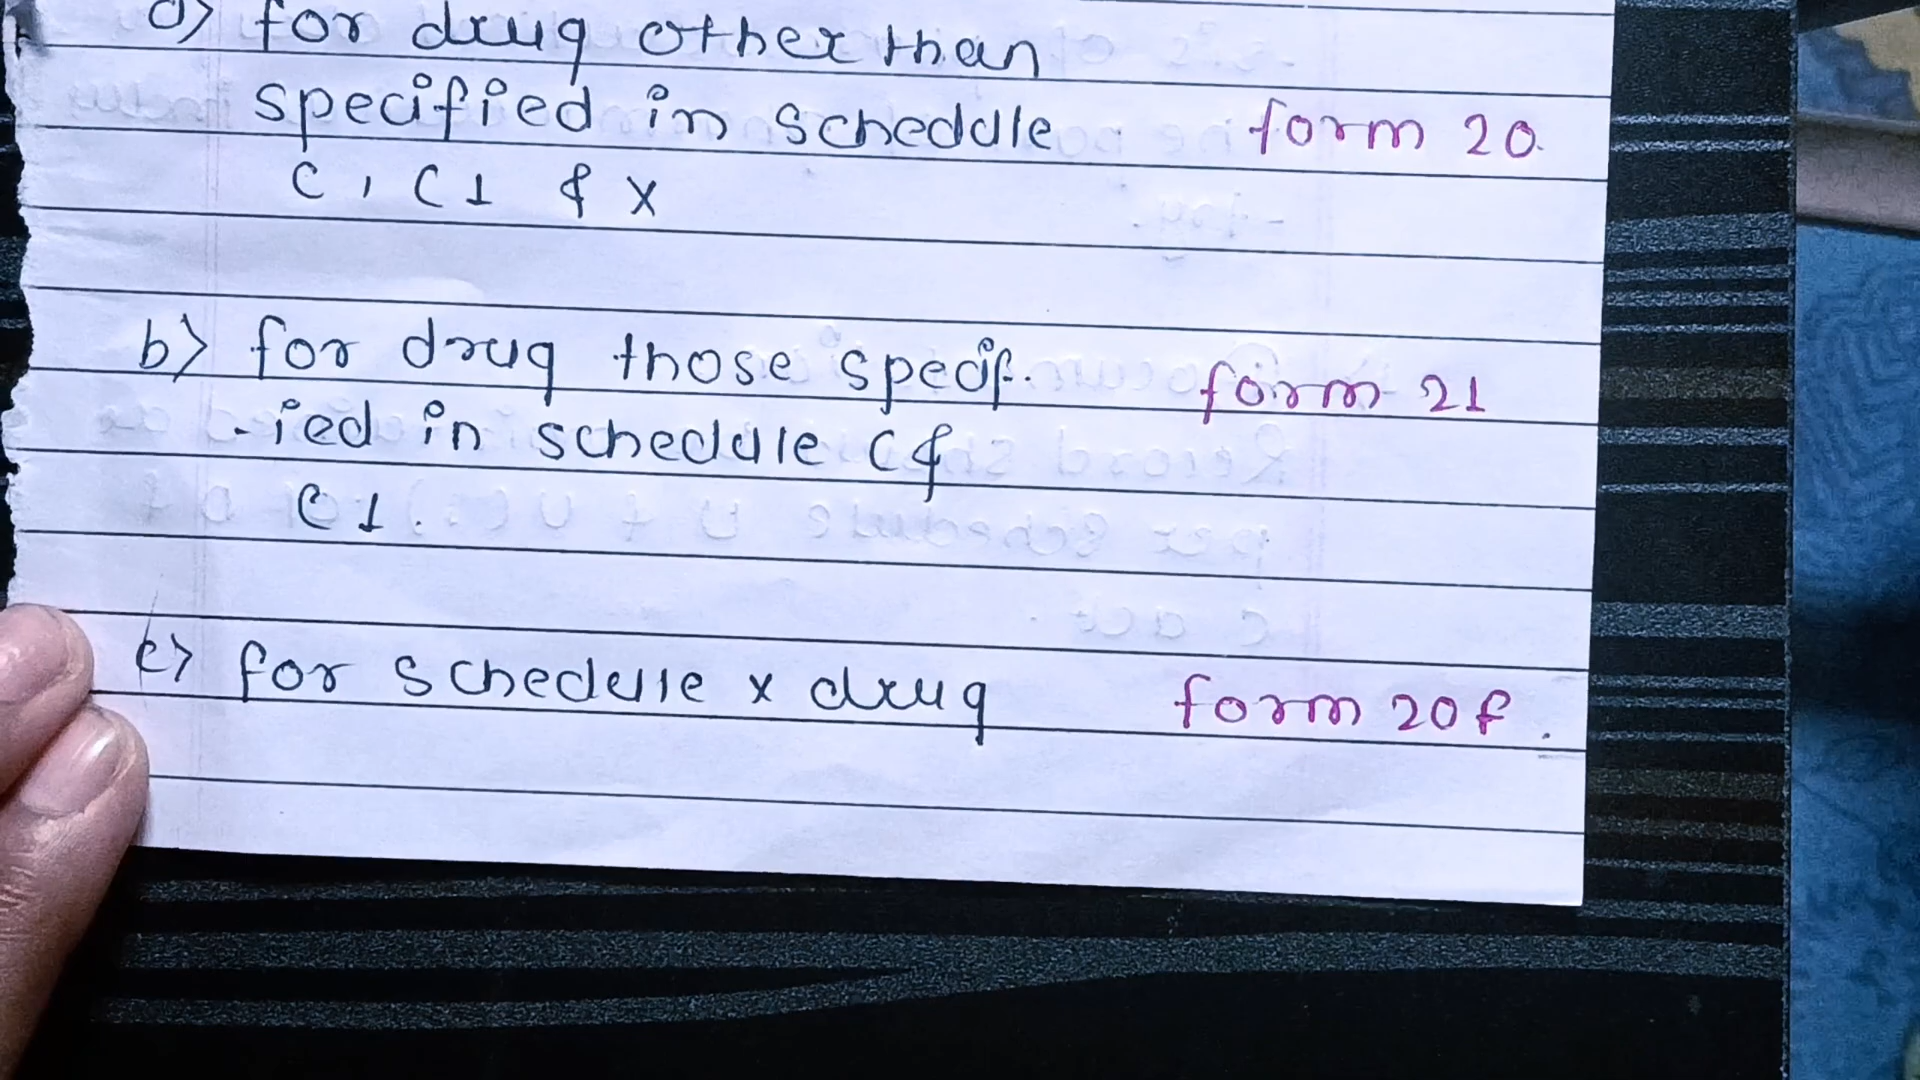 a) for drug other than
specified in scheddle form 20.
C, C1 & X
b) for drug those specif. form 21
-ied in schedule C &
C1.
c) for schedule x drug form 20f.